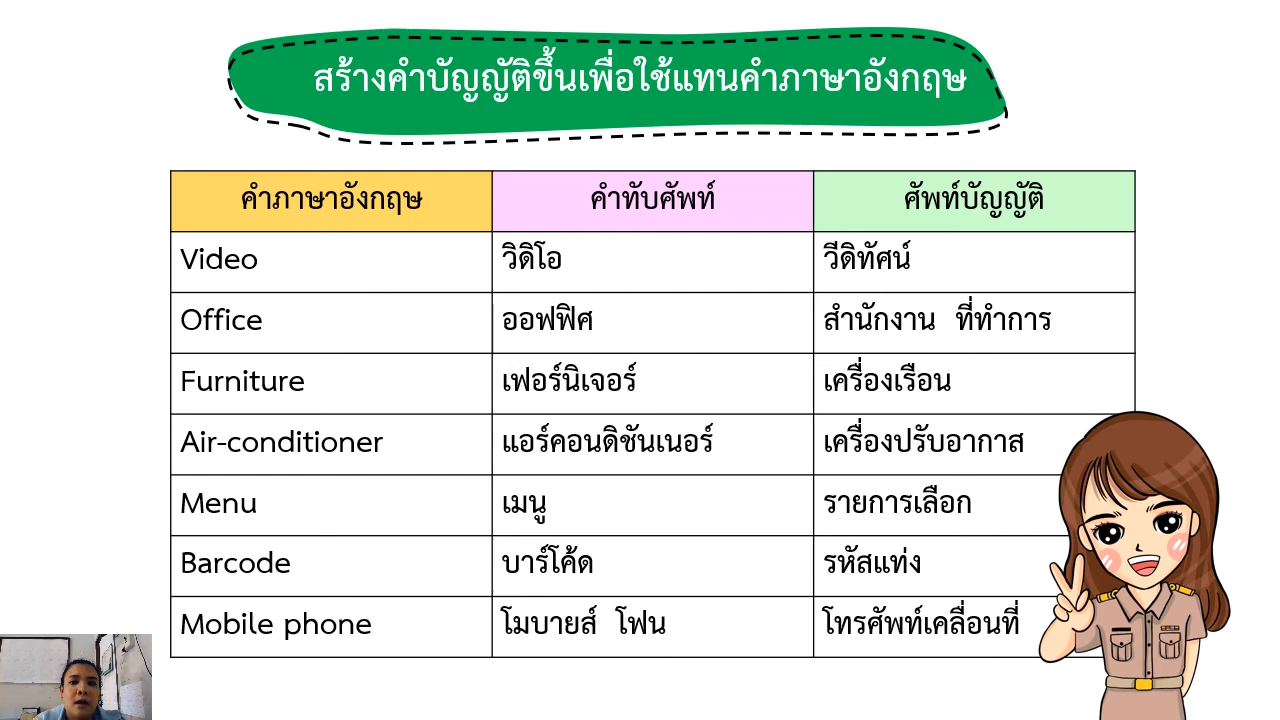 สร้างคำบัญญัติขึ้นเพื่อใช้แทนคำภาษาอังกฤษ
คำภาษาอังกฤษ คำทับศัพท์ ศัพท์บัญญัติ
Video วิดิโอ วีดิทัศน์
Office ออฟฟิศ สำนักงาน ที่ทำการ
Furniture เฟอร์นิเจอร์ เครื่องเรือน
Air-conditioner แอร์คอนดิชันเนอร์ เครื่องปรับอากาศ
Menu เมนู รายการเลือก
Barcode บาร์โค้ด รหัสแท่ง
Mobile phone โมบายส์ โฟน โทรศัพท์เคลื่อนที่